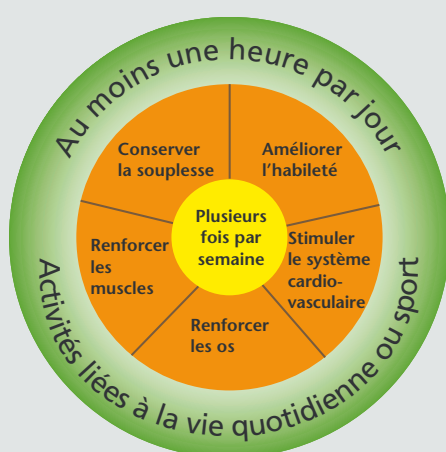 Au moins une heure par jour
Conserver
la souplesse
Améliorer
l'habileté
Plusieurs
fois par
semaine
Renforcer
les
muscles
Stimuler
le système
cardio-
vasculaire
Renforcer
les os
Activités liées à la vie quotidienne ou sport